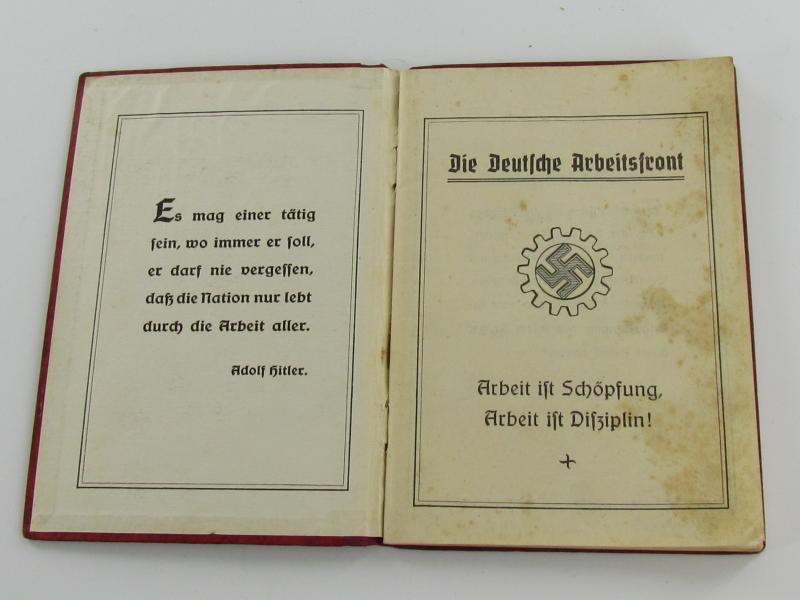 Es mag einer tätig
ſein, wo immer er ſoll,
er darf nie vergeſſen,
daß die Nation nur lebt
durch die Arbeit aller.
Adolf Hitler.
Die Deutſche Arbeitsfront
Arbeit iſt Schöpfung,
Arbeit iſt Diſziplin!